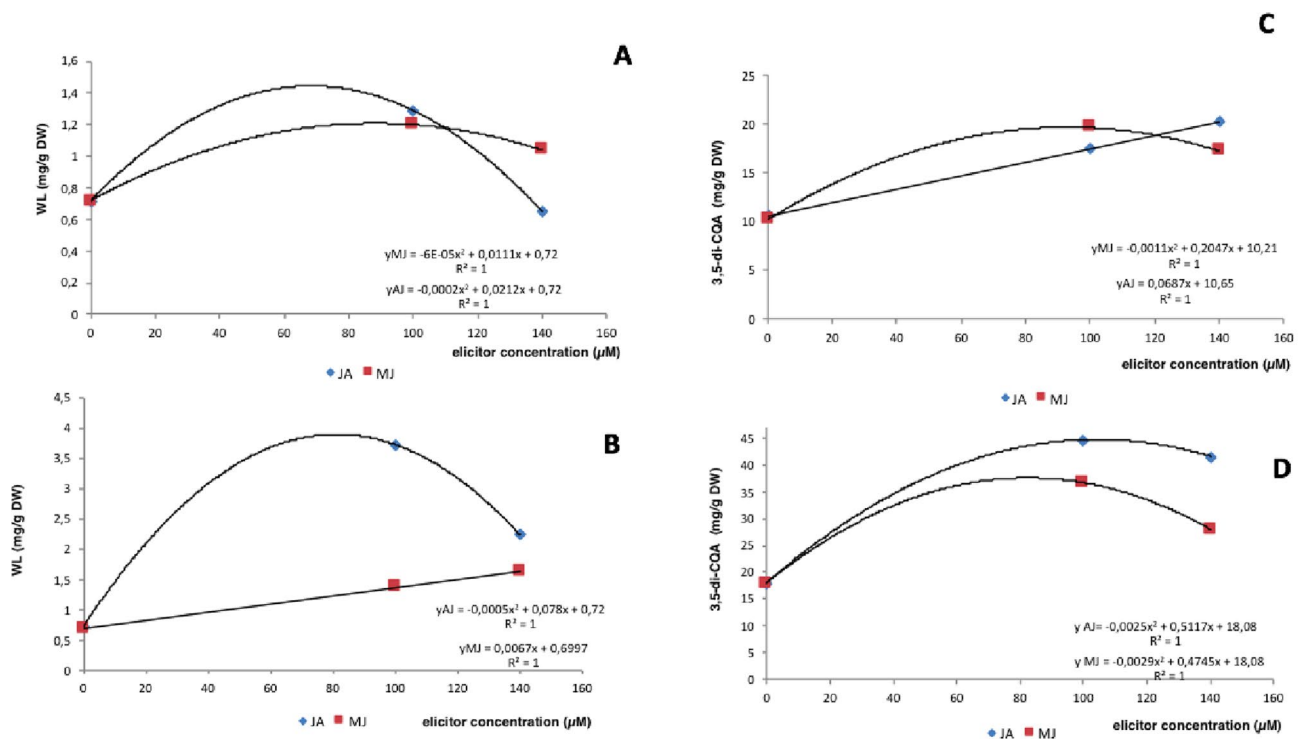 A
WL (mg/g DW)
1,6
1,4
1,2
1
0,8
0,6
0,4
0,2
0
0 20 40 60 80 100 120 140 160
yMJ = -6E-05x² + 0,0111x + 0,72
R² = 1
yAJ = -0,0002x² + 0,0212x + 0,72
R² = 1
elicitor concentration (µM)
JA MJ
C
3,5-di-CQA (mg/g DW)
25
20
15
10
5
0
0 20 40 60 80 100 120 140 160
yMJ = -0,0011x² + 0,2047x + 10,21
R² = 1
yAJ = 0,0687x + 10,65
R² = 1
elicitor concentration (µM)
JA MJ
B
WL (mg/g DW)
4,5
4
3,5
3
2,5
2
1,5
1
0,5
0
0 20 40 60 80 100 120 140 160
yAJ = -0,0005x² + 0,078x + 0,72
R² = 1
yMJ = 0,0067x + 0,6997
R² = 1
JA MJ
elicitor concentration (µM)
D
3,5-di-CQA (mg/g DW)
45
40
35
30
25
20
15
10
5
0
0 20 40 60 80 100 120 140 160
y AJ= -0,0025x² + 0,5117x + 18,08
R² = 1
y MJ = -0,0029x² + 0,4745x + 18,08
R² = 1
elicitor concentration (µM)
JA MJ